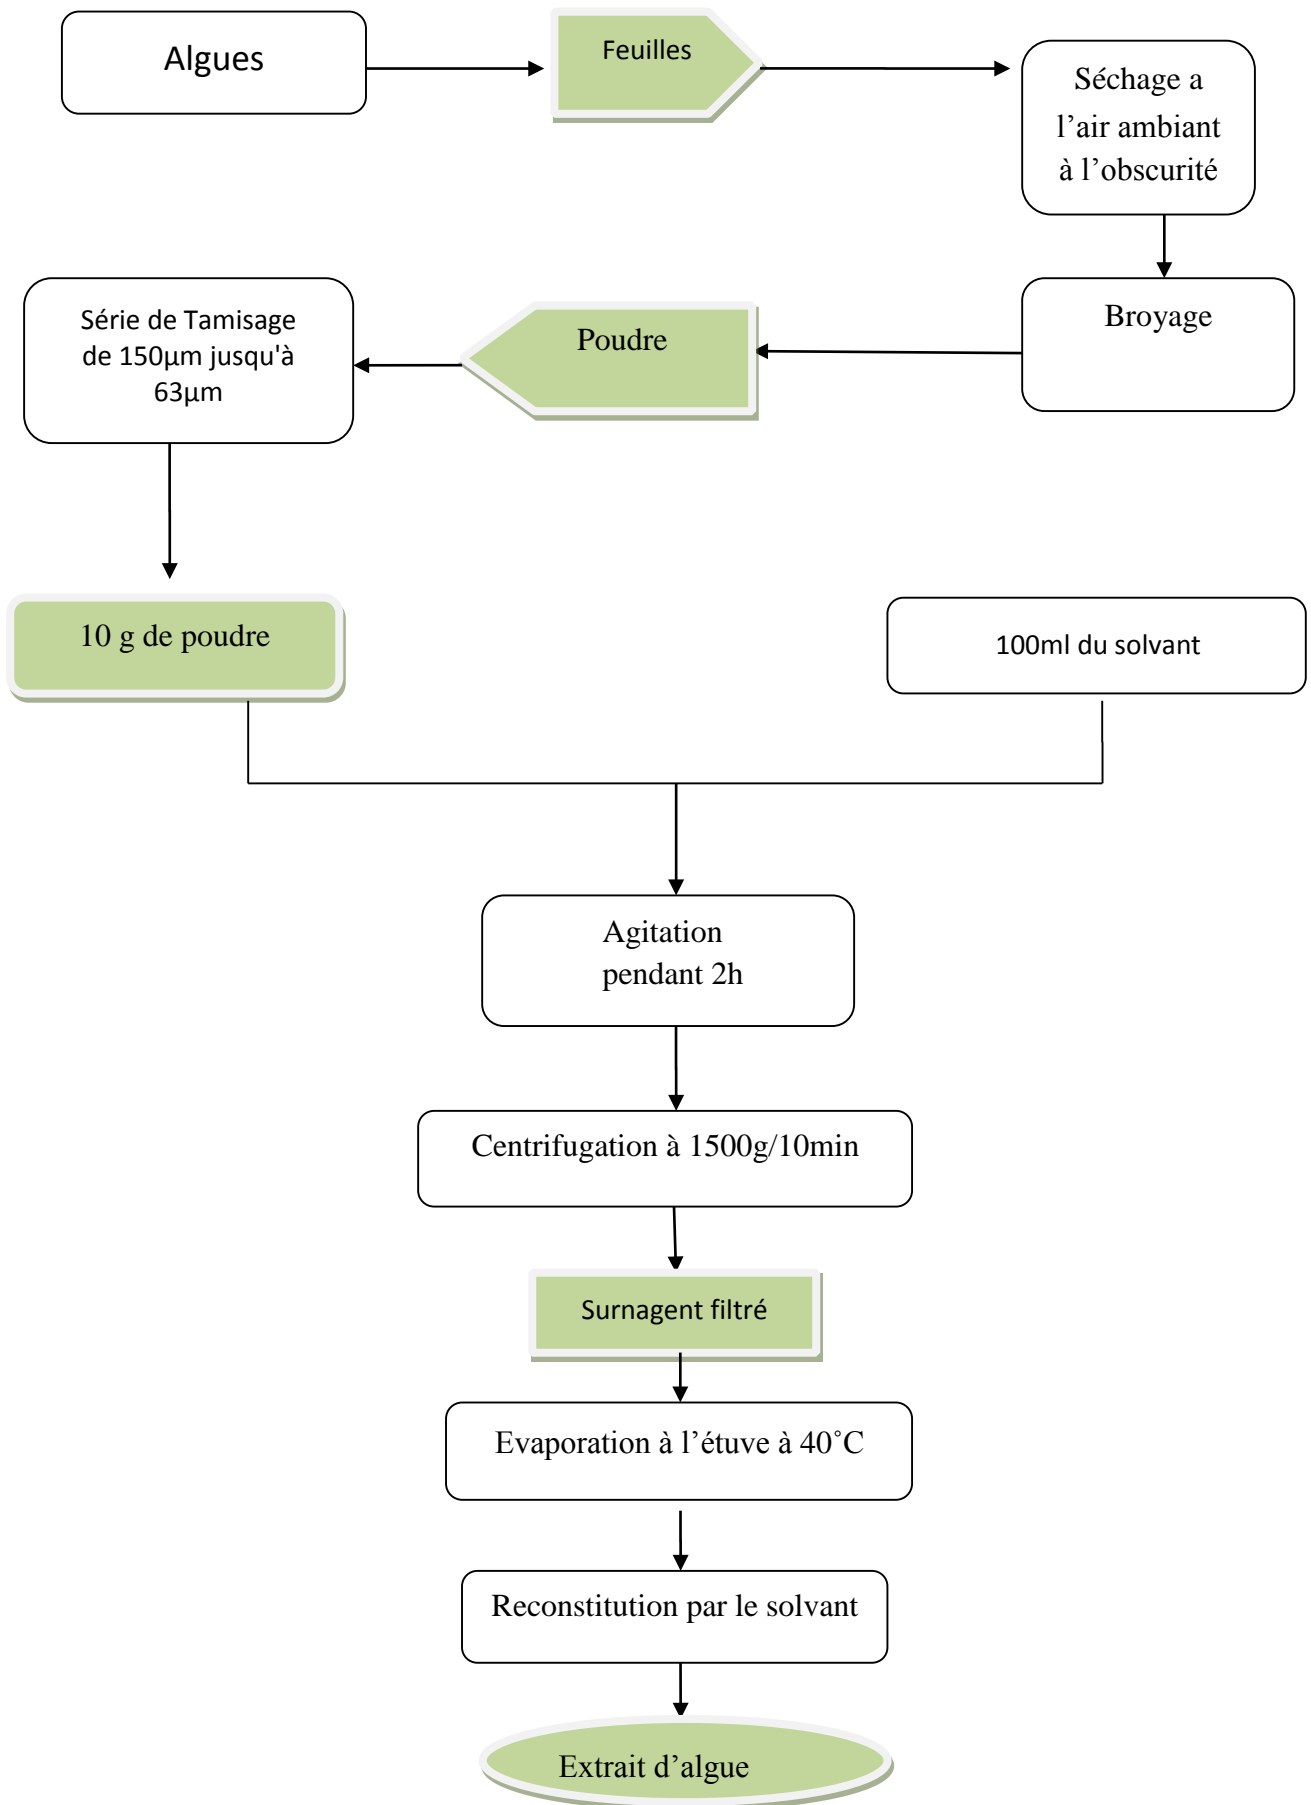 Algues
Feuilles
Séchage a
l’air ambiant
à l’obscurité
Broyage
Poudre
Série de Tamisage
de 150µm jusqu'à
63µm
10 g de poudre
100ml du solvant
Agitation
pendant 2h
Centrifugation à 1500g/10min
Surnagent filtré
Evaporation à l’étuve à 40˚C
Reconstitution par le solvant
Extrait d’algue